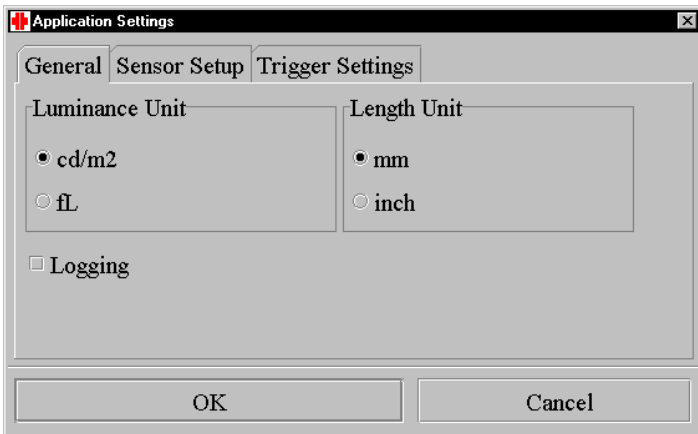 Application Settings
General Sensor Setup Trigger Settings
Luminance Unit Length Unit
cd/m2 mm
fL inch
Logging
OK Cancel